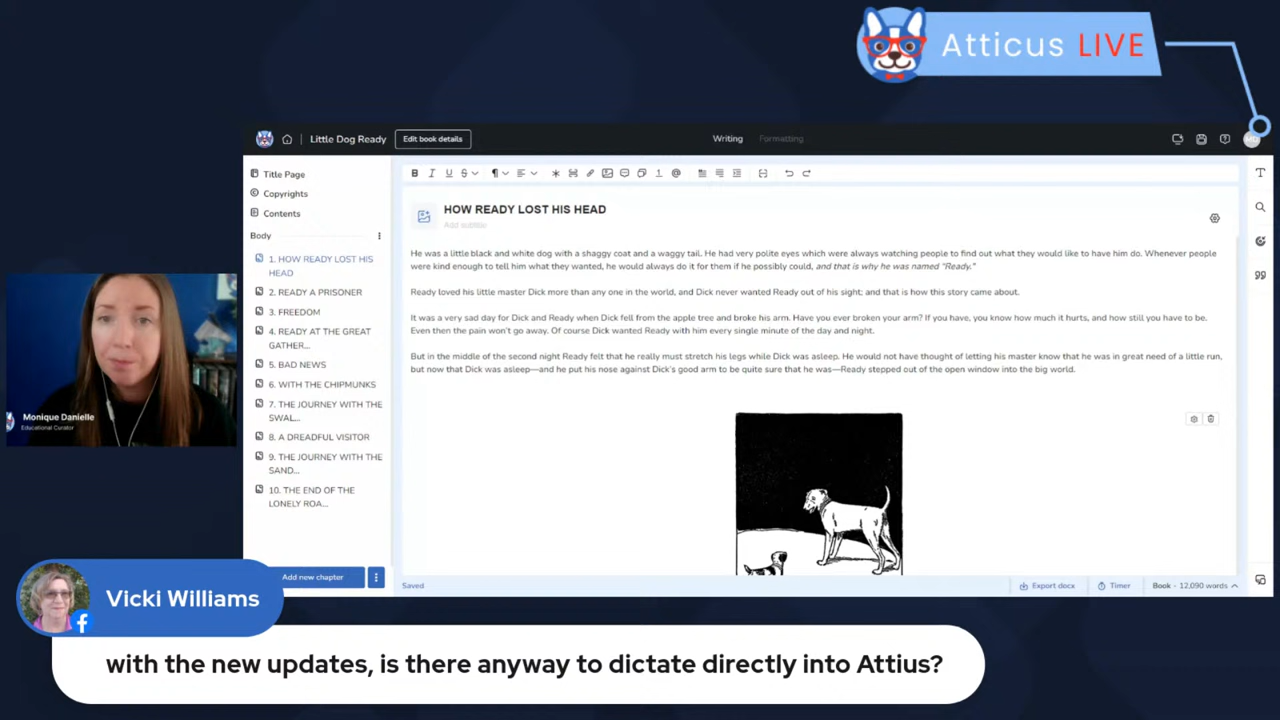 Atticus LIVE
Little Dog Ready
Edit book details
Writing
Formatting
Title Page
Copyrights
Contents
Body
1. HOW READY LOST HIS
HEAD
2. READY A PRISONER
3. FREEDOM
4. READY AT THE GREAT
GATHER...
5. BAD NEWS
6. WITH THE CHIPMUNKS
7. THE JOURNEY WITH THE
SWAL...
8. A DREADFUL VISITOR
9. THE JOURNEY WITH THE
SAND...
10. THE END OF THE
LONELY ROA...
Add new chapter
HOW READY LOST HIS HEAD
Add subtitle
He was a little black and white dog with a shaggy coat and a waggy tail. He had very polite eyes which were always watching people to find out what they would like to have him do. Whenever people
were kind enough to tell him what they wanted, he would always do it for them if he possibly could, and that is why he was named "Ready."
Ready loved his little master Dick more than any one in the world, and Dick never wanted Ready out of his sight; and that is how this story came about.
It was a very sad day for Dick and Ready when Dick fell from the apple tree and broke his arm. Have you ever broken your arm? If you have, you know how much it hurts, and how still you have to be.
Even then the pain won't go away. Of course Dick wanted Ready with him every single minute of the day and night.
But in the middle of the second night Ready felt that he really must stretch his legs while Dick was asleep. He would not have thought of letting his master know that he was in great need of a little run,
but now that Dick was asleep—and he put his nose against Dick's good arm to be quite sure that he was—Ready stepped out of the open window into the big world.
Saved
Export docx
Timer
Book - 12,090 words
Monique Danielle
Educational Curator
Vicki Williams
with the new updates, is there anyway to dictate directly into Attius?